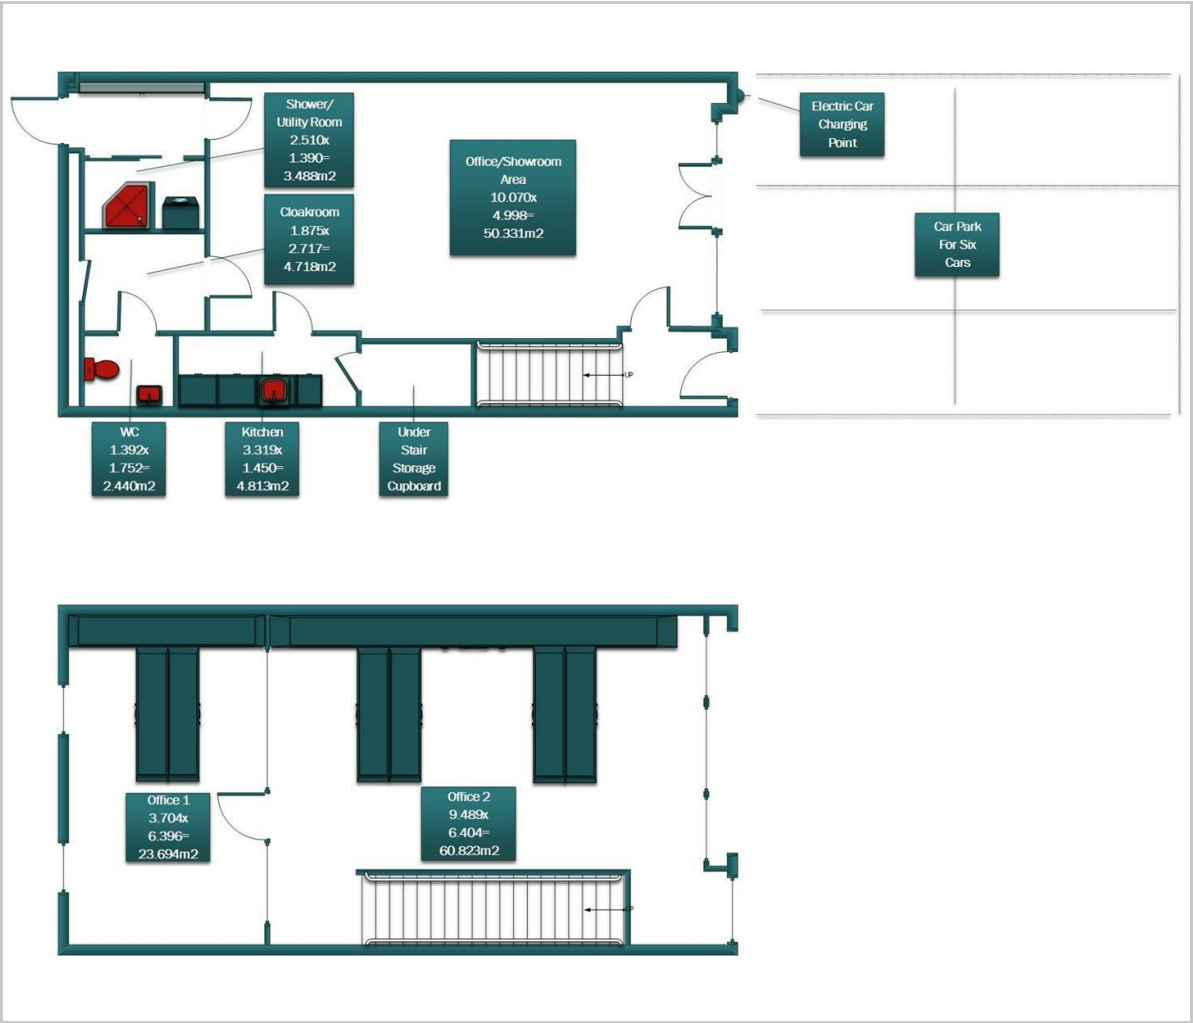 Shower/
Utility Room
2.510x
1.390=
3.488m2
Office/Showroom
Area
10.070x
4.998=
50.331m2
Electric Car
Charging
Point
Cloakroom
1.875x
2.717=
4.718m2
Car Park
For Six
Cars
UP
WC
1.392x
1.752=
2.440m2
Kitchen
3.319x
1.450=
4.813m2
Under
Stair
Storage
Cupboard
Office 1
3.704x
6.396=
23.694m2
Office 2
9.489x
6.404=
60.823m2